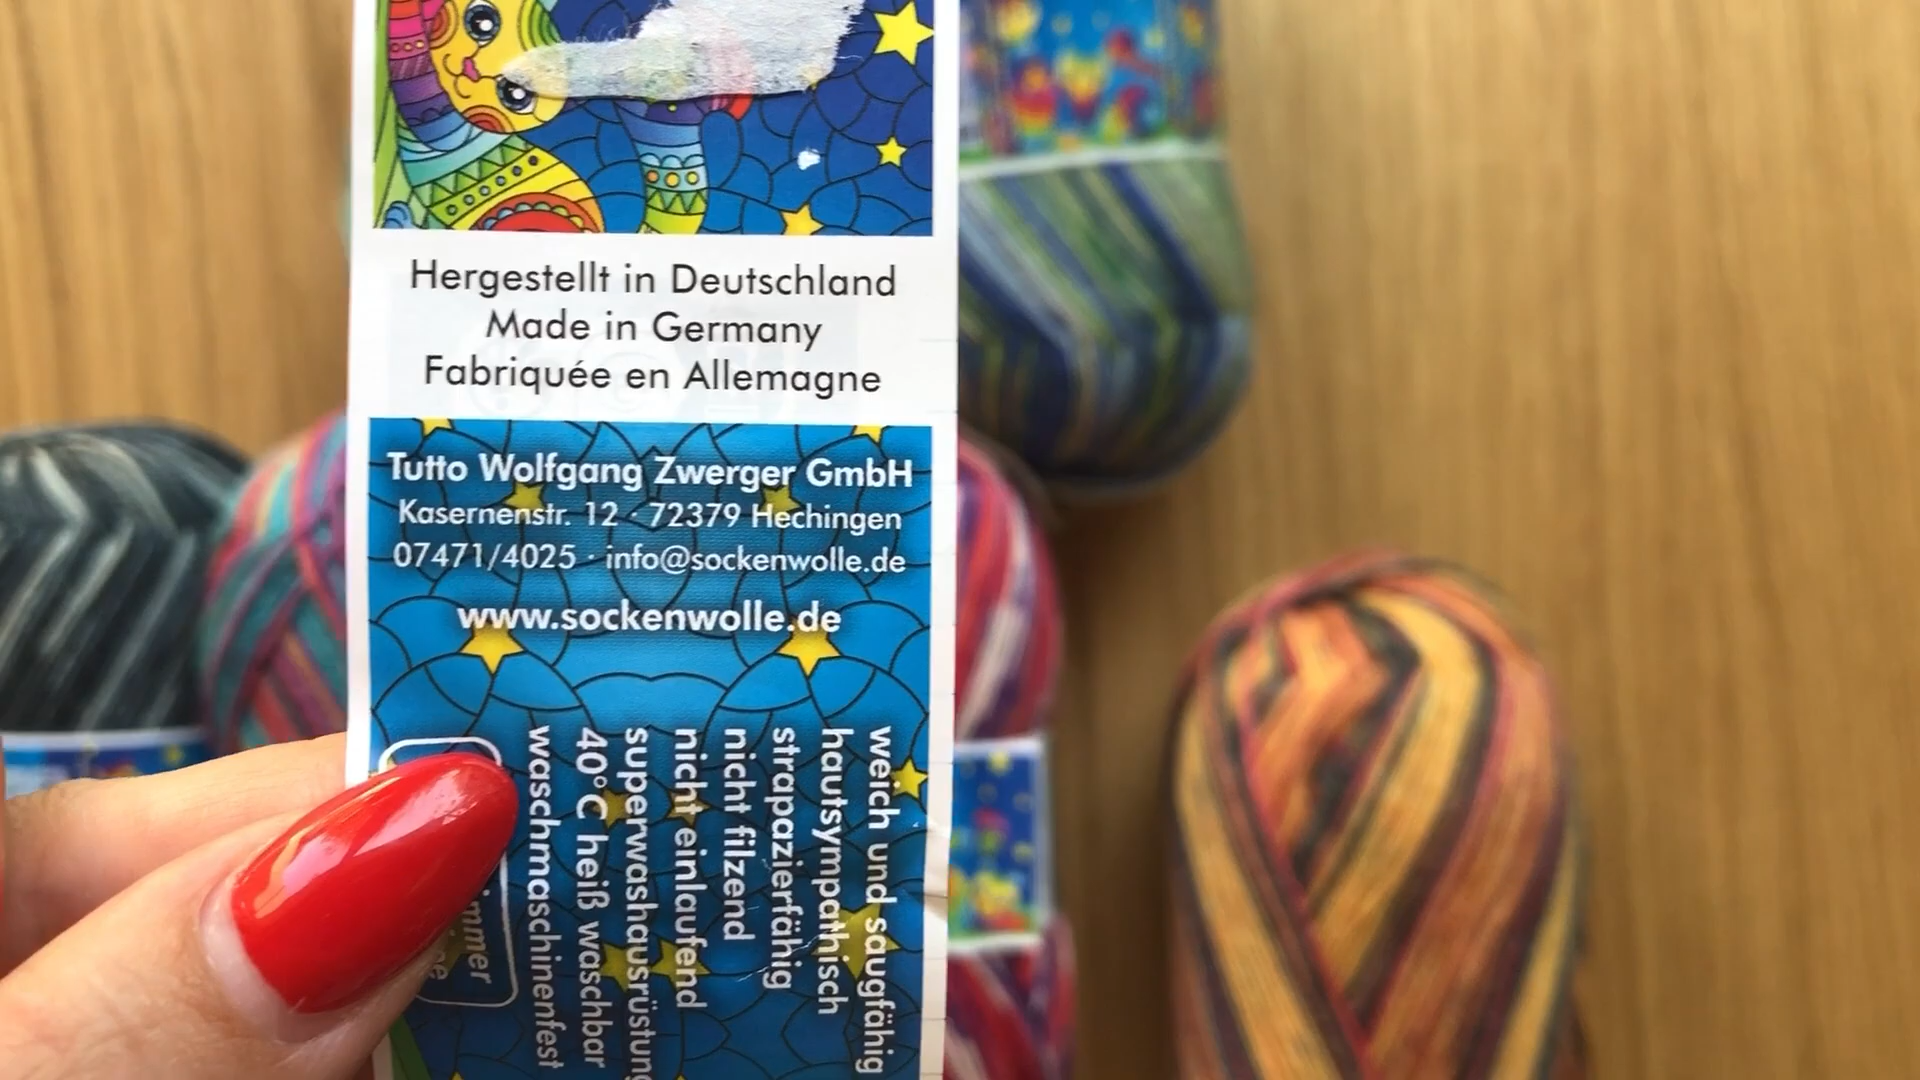 Hergestellt in Deutschland
Made in Germany
Fabriquée en Allemagne
Tutto Wolfgang Zwerger GmbH
Kasernenstr. 12 · 72379 Hechingen
07471/4025 · info@sockenwolle.de
www.sockenwolle.de
weich und saugfähig
hautsympathisch
strapazierfähig
nicht filzend
nicht einlaufend
superwashausrüstung
40°C heiß waschbar
waschmaschinenfest